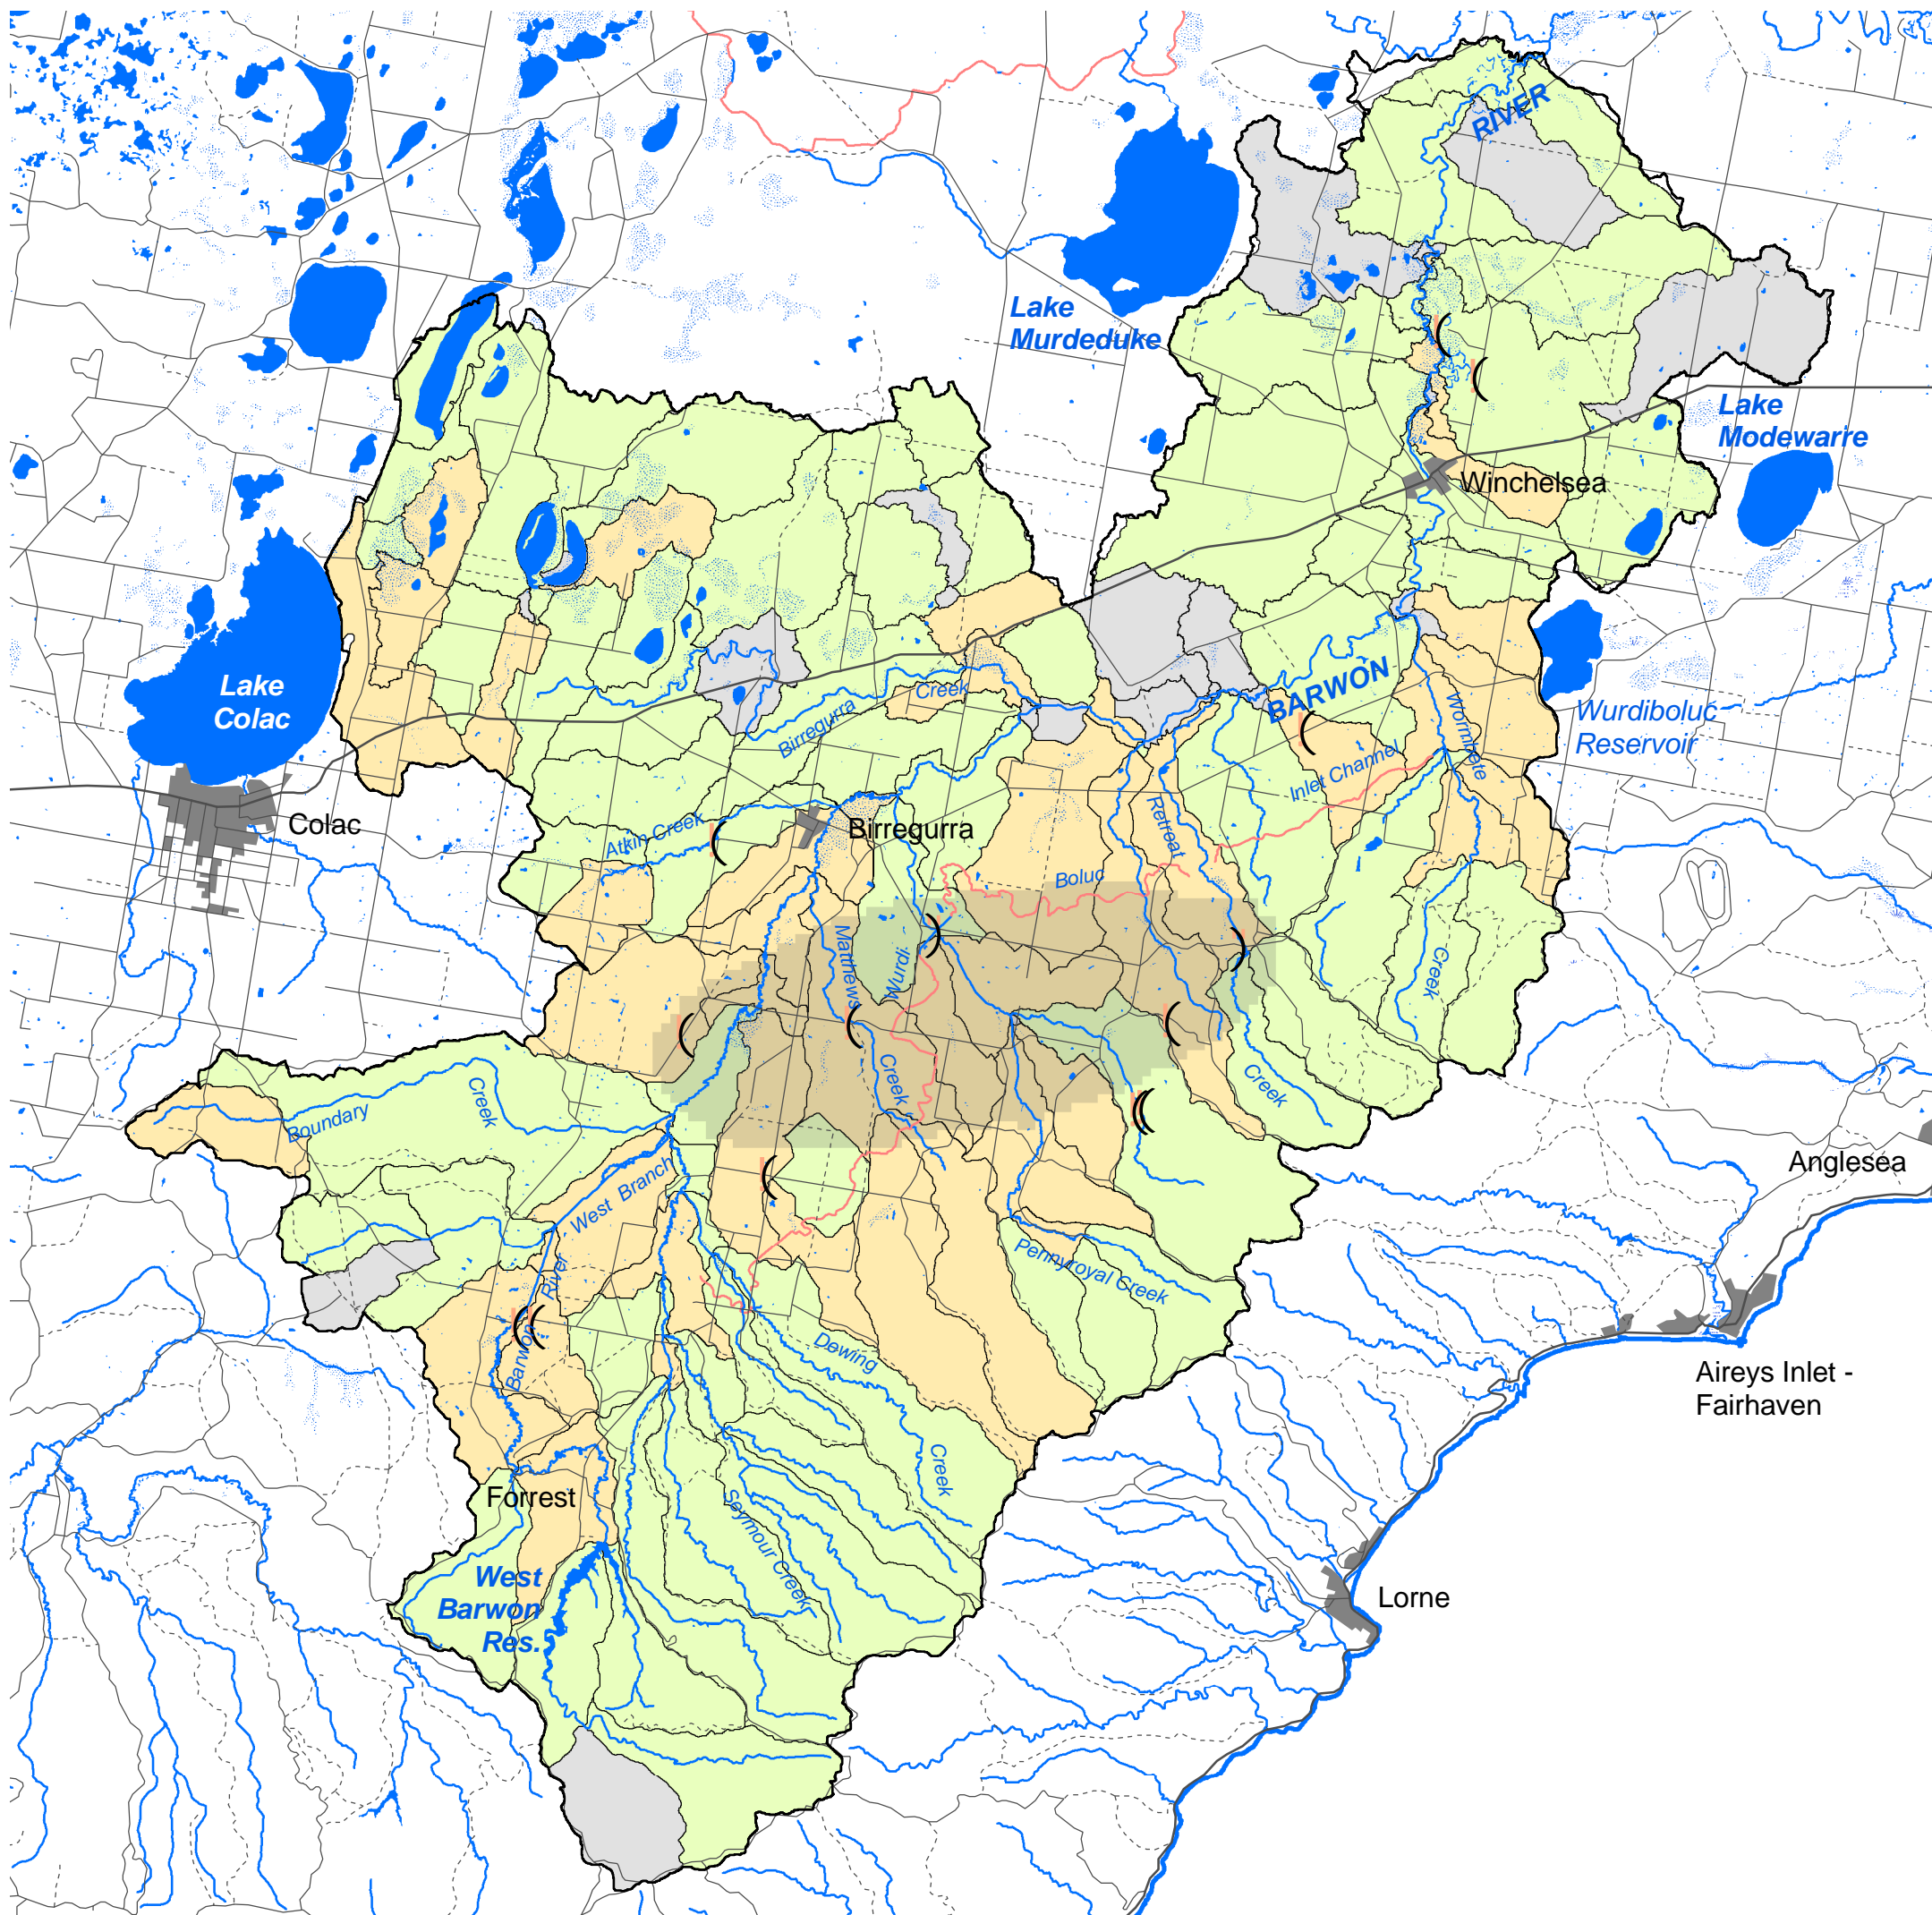 RIVER
Lake
Murdeduke
Lake
Modewarre
Winchelsea
Lake
Colac
BARWON
Creek
Birregurra
Wormbete
Wurdiboluc
Reservoir
Inlet Channel
Colac
Atkin Creek
Birregurra
Retreat
Boluc
Matthews
Wurdi
Creek
Creek
Creek
Creek
Boundary
West Branch
River
Barwon
Anglesea
Pennyroyal Creek
Dewing
Creek
Aireys Inlet -
Fairhaven
Forrest
Seymour Creek
West
Barwon
Res.
Lorne